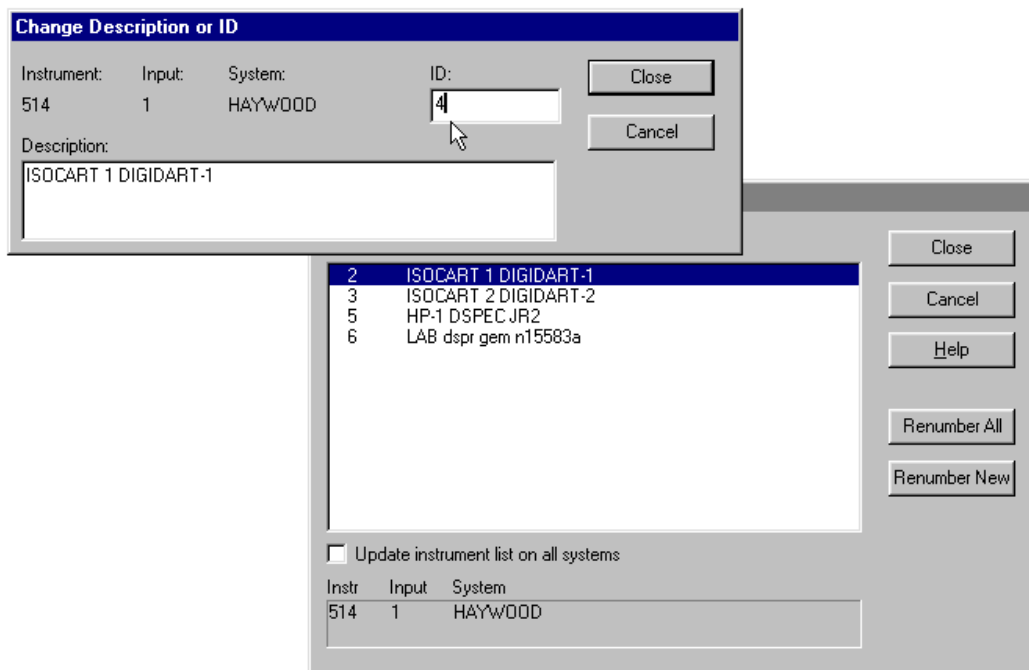 Change Description or ID
Instrument: Input: System: ID:
514 1 HAYWOOD 4
Close
Cancel
Description:
ISOCART 1 DIGIDART-1
2 ISOCART 1 DIGIDART-1
3 ISOCART 2 DIGIDART-2
5 HP-1 DSPEC JR2
6 LAB dspr gem n15583a
Close
Cancel
Help
Renumber All
Renumber New
Update instrument list on all systems
Instr Input System
514 1 HAYWOOD